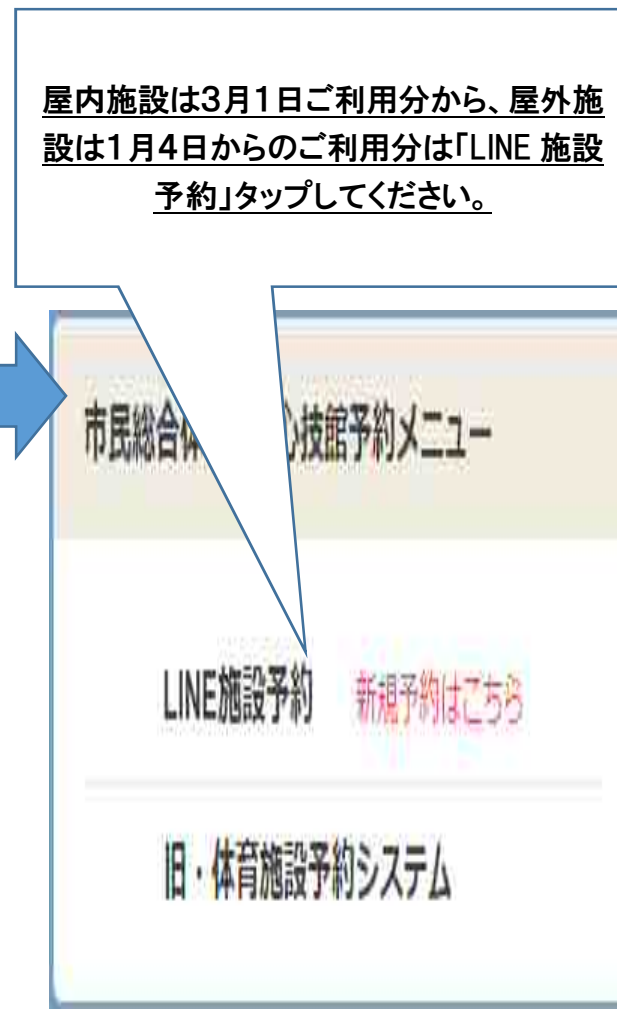 屋内施設は3月1日ご利用分から、屋外施
設は1月4日からのご利用分は「LINE 施設
予約」タップしてください。
市民総合体 心技館予約メニュー
LINE施設予約 新規予約はこちら
旧・体育施設予約システム